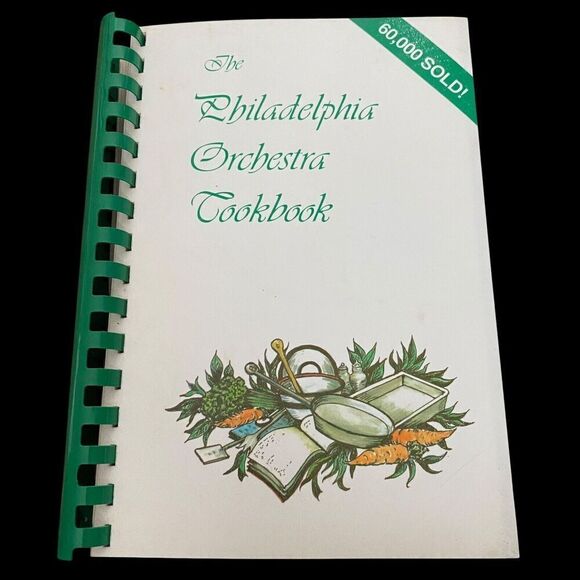 The
Philadelphia
Orchestra
Cookbook
60,000 SOLD!